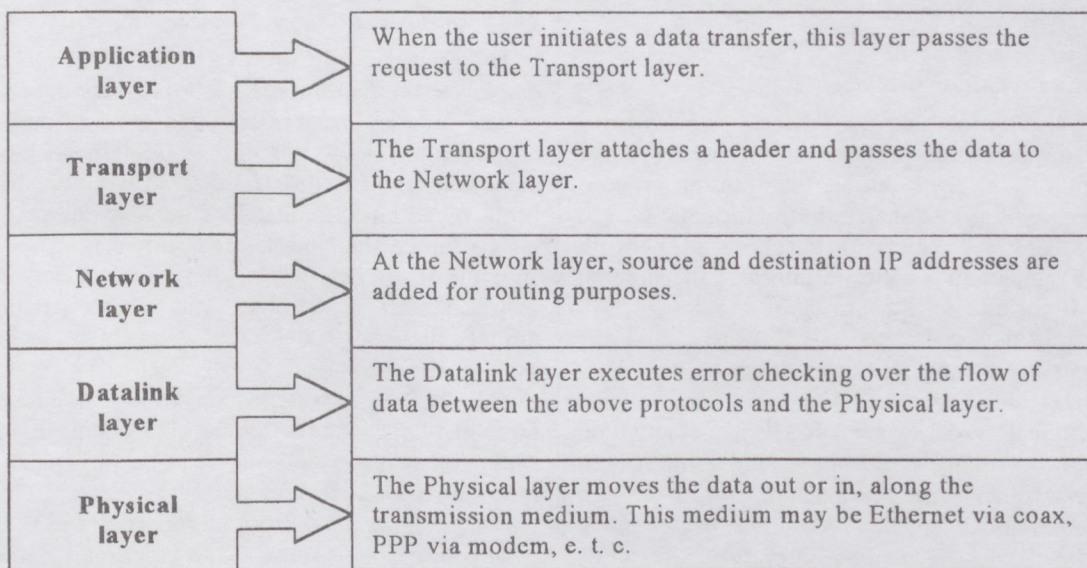 Application
layer
When the user initiates a data transfer, this layer passes the
request to the Transport layer.
Transport
layer
The Transport layer attaches a header and passes the data to
the Network layer.
Network
layer
At the Network layer, source and destination IP addresses are
added for routing purposes.
Datalink
layer
The Datalink layer executes error checking over the flow of
data between the above protocols and the Physical layer.
Physical
layer
The Physical layer moves the data out or in, along the
transmission medium. This medium may be Ethernet via coax,
PPP via modem, e. t. c.